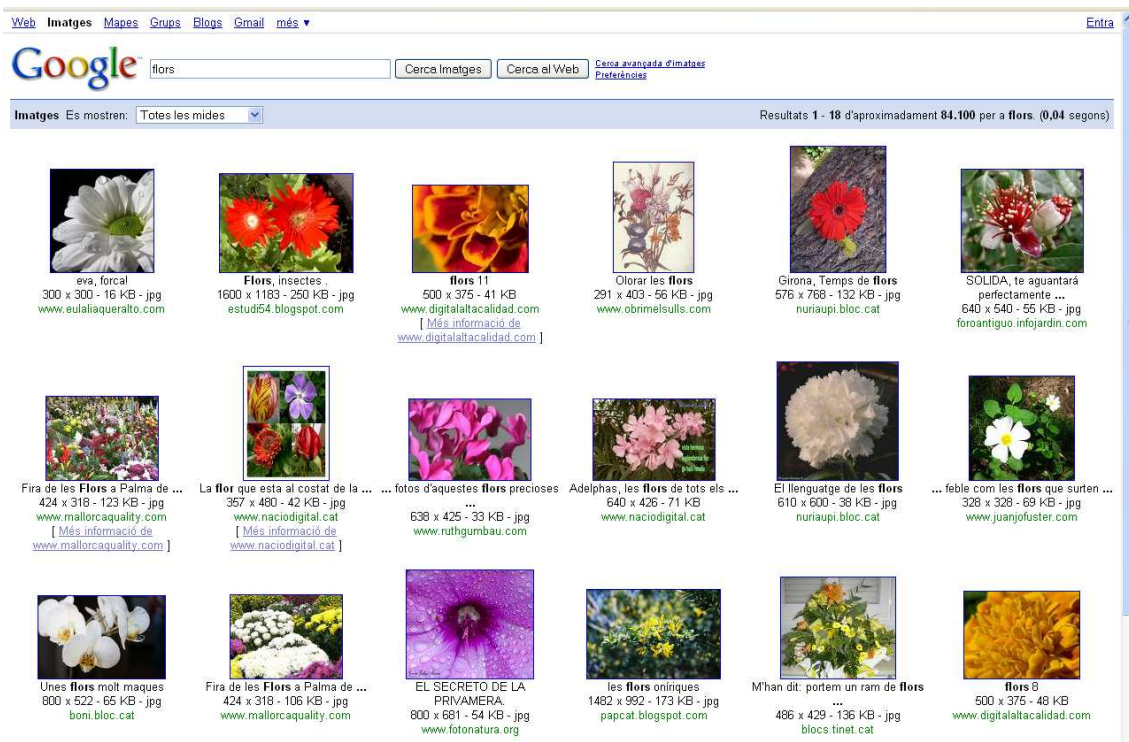 Web Imatges Mapes Grups Blogs Gmail més ▼ Entra
Google flors Cerca Imatges Cerca al Web Cerca avançada d'imatges
Preferències
Imatges Es mostren: Totes les mides Resultats 1 - 18 d'aproximadament 84.100 per a flors. (0,04 segons)
eva, forca!
300 x 300 - 16 KB - jpg
www.eulaliaqueralto.com
Flors, insectes .
1600 x 1183 - 250 KB - jpg
estudi54.blogspot.com
flors 11
500 x 375 - 41 KB
www.digitalaltacalidad.com
[ Més informació de
www.digitalaltacalidad.com ]
Olorar les flors
291 x 403 - 56 KB - jpg
www.obrimelsulls.com
Girona, Temps de flors
576 x 768 - 132 KB - jpg
nuriaupi.bloc.cat
SOLIDA, te aguantará
perfectamente ...
640 x 540 - 55 KB - jpg
foroantiguo.infojardin.com
Fira de les Flors a Palma de ...
424 x 318 - 123 KB - jpg
www.mallorcaquality.com
[ Més informació de
www.mallorcaquality.com ]
La flor que esta al costat de la ...
357 x 480 - 42 KB - jpg
www.naciodigital.cat
[ Més informació de
www.naciodigital.cat ]
... fotos d'aquestes flors precioses
...
638 x 425 - 33 KB - jpg
www.ruthgumbau.com
Adelphas, les flors de tots els ...
640 x 426 - 71 KB
www.naciodigital.cat
El llenguatge de les flors
610 x 600 - 38 KB - jpg
nuriaupi.bloc.cat
... feble com les flors que surten ...
328 x 328 - 69 KB - jpg
www.juanjofuster.com
Unes flors molt maques
800 x 522 - 65 KB - jpg
boni.bloc.cat
Fira de les Flors a Palma de ...
424 x 318 - 106 KB - jpg
www.mallorcaquality.com
EL SECRETO DE LA
PRIVAMERA.
800 x 681 - 54 KB - jpg
www.fotonatura.org
les flors oníriques
1482 x 992 - 173 KB - jpg
papcat.blogspot.com
M'han dit: portem un ram de flors
...
486 x 429 - 136 KB - jpg
blocs.tinet.cat
flors 8
500 x 375 - 48 KB
www.digitalaltacalidad.com